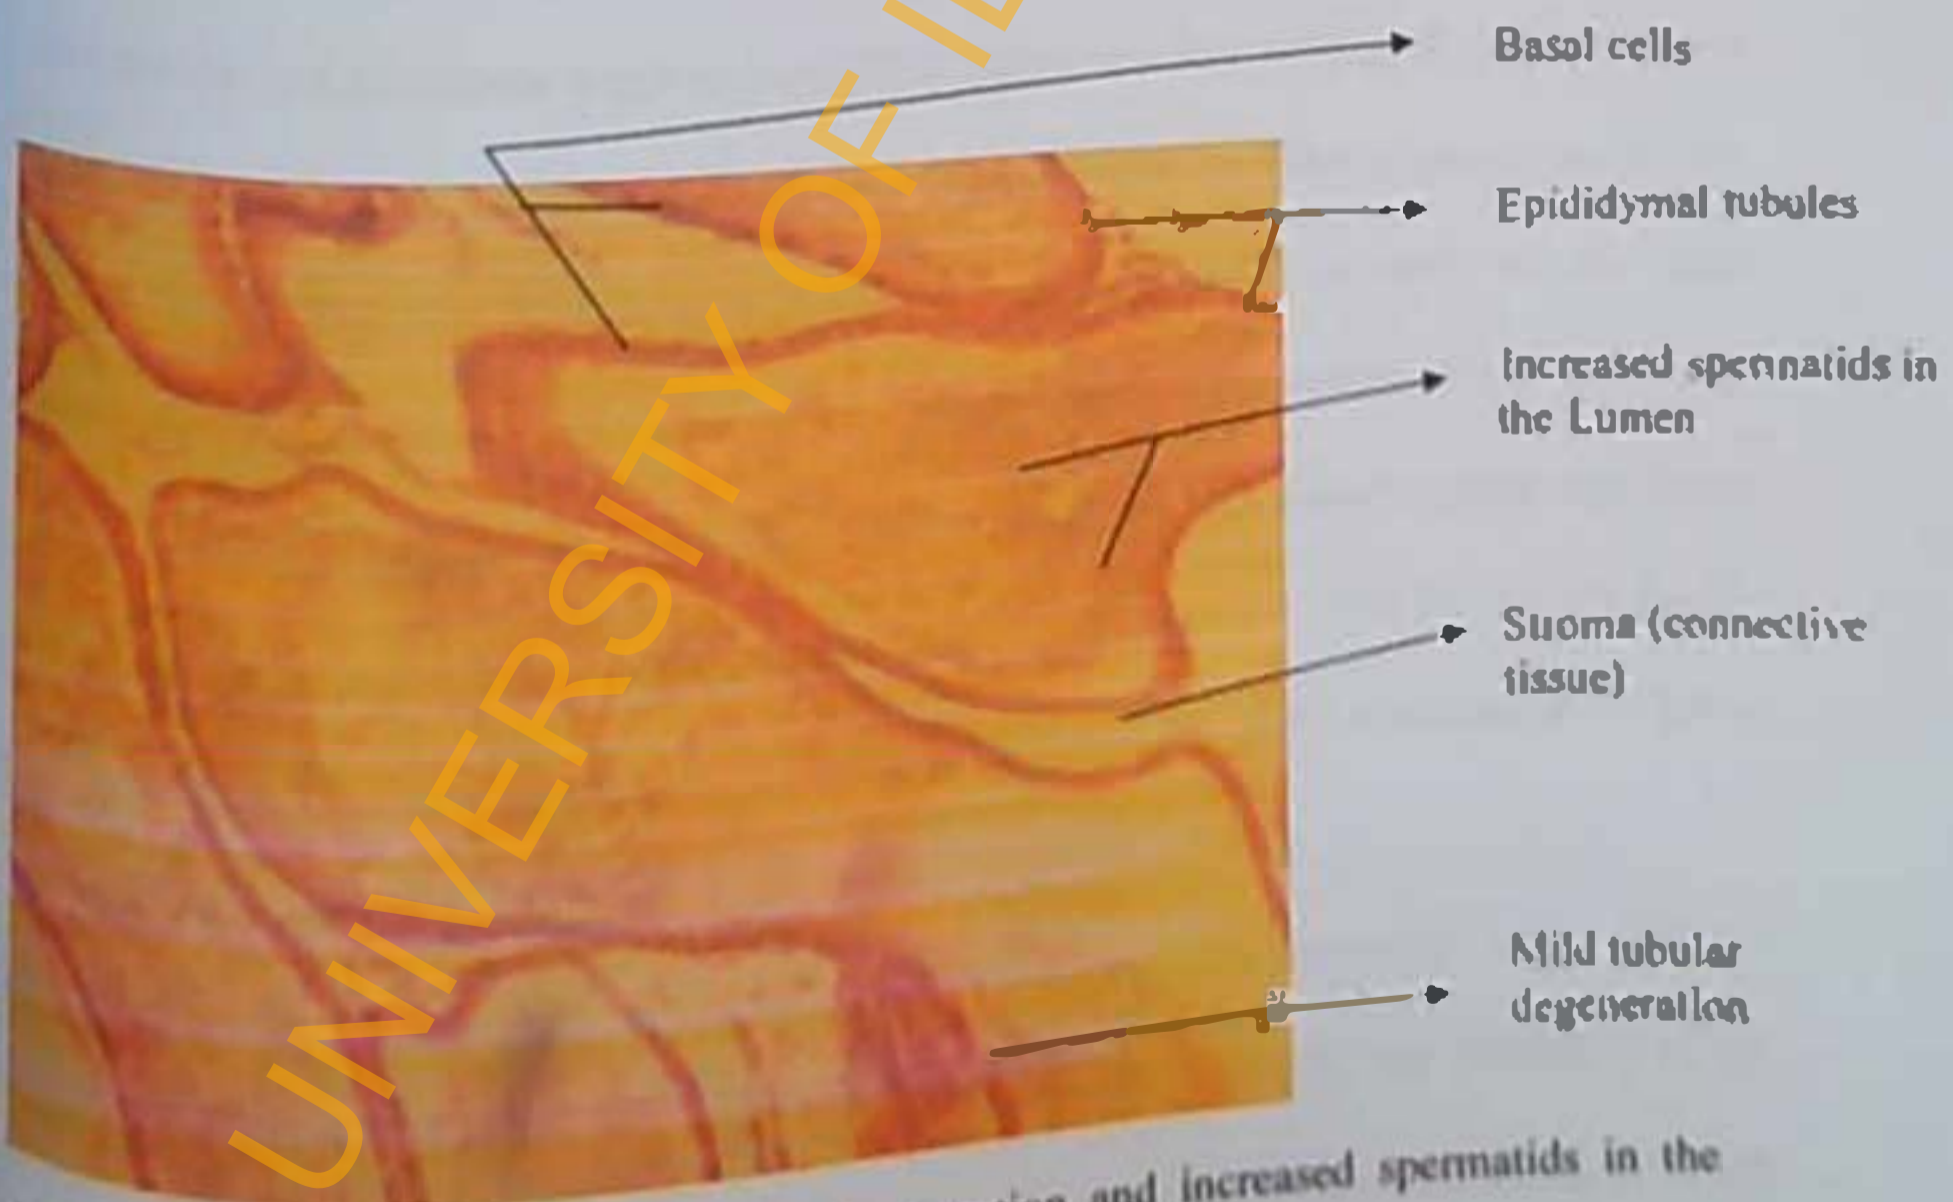 Basal cells
Epididymal tubules
Increased spermatids in
the Lumen
Stroma (connective
tissue)
Mild tubular
degeneration
and increased spermatids in the
UNIVERSITY OF